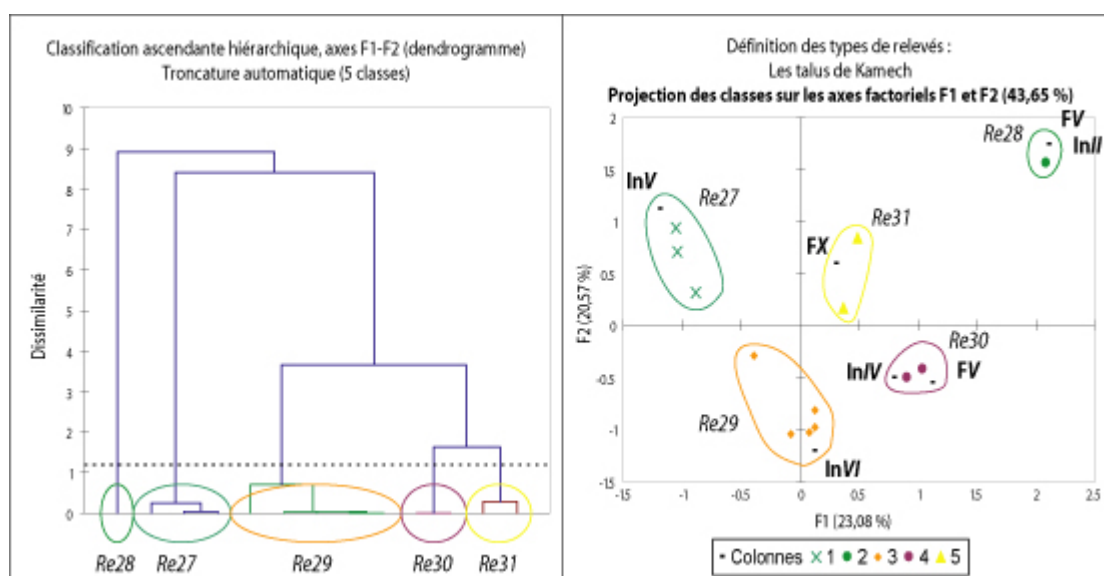 Classification ascendante hiérarchique, axes F1-F2 (dendrogramme)
Troncature automatique (5 classes)
Dissimilarité
10
9
8
7
6
5
4
3
2
1
0
Re28
Re27
Re29
Re30
Re31
Définition des types de relevés :
Les talus de Kamech
Projection des classes sur les axes factoriels F1 et F2 (43,65 %)
F2 (20,57 %)
2
1.5
1
0.5
0
-0.5
-1
-1.5
FV
Re28
InII
InV
Re27
Re31
FX
Re30
InIV
FV
Re29
InVI
-1.5
-1
-0.5
0
0.5
1
1.5
2
2.5
F1 (23,08 %)
- Colonnes 1 2 3 4 5